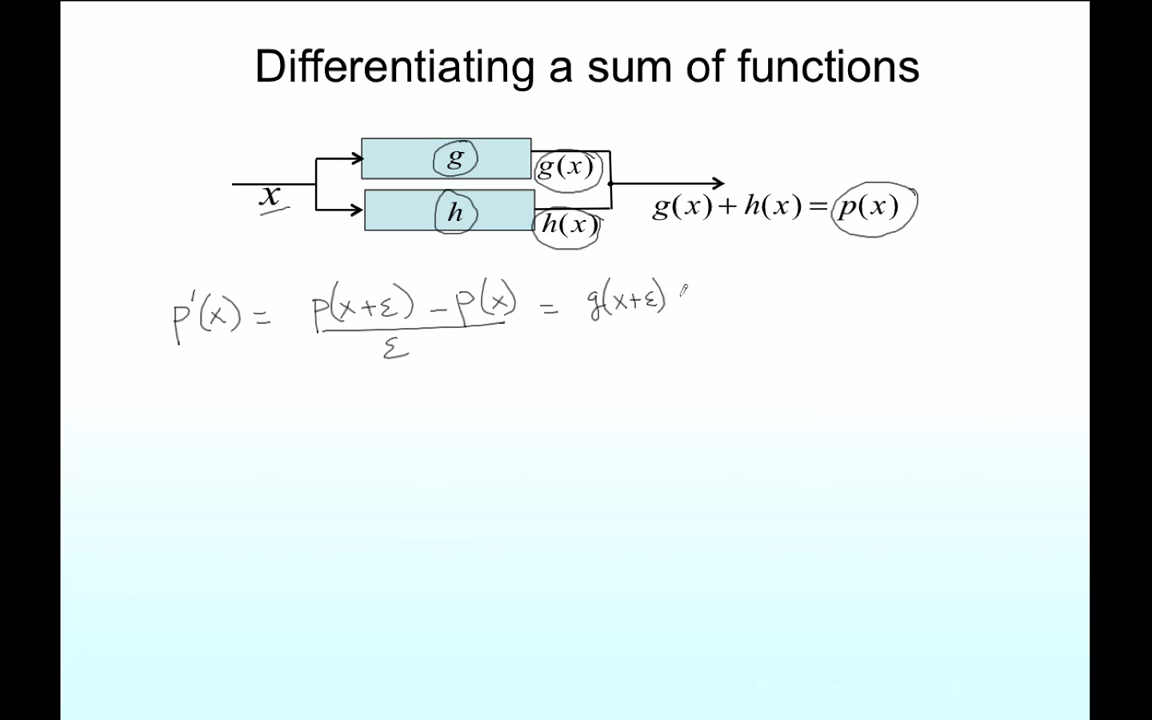 Differentiating a sum of functions
g
g(x)
x
h
h(x)
g(x) + h(x) = p(x)
p'(x) = p(x+ε) - p(x) = g(x+ε)
ε